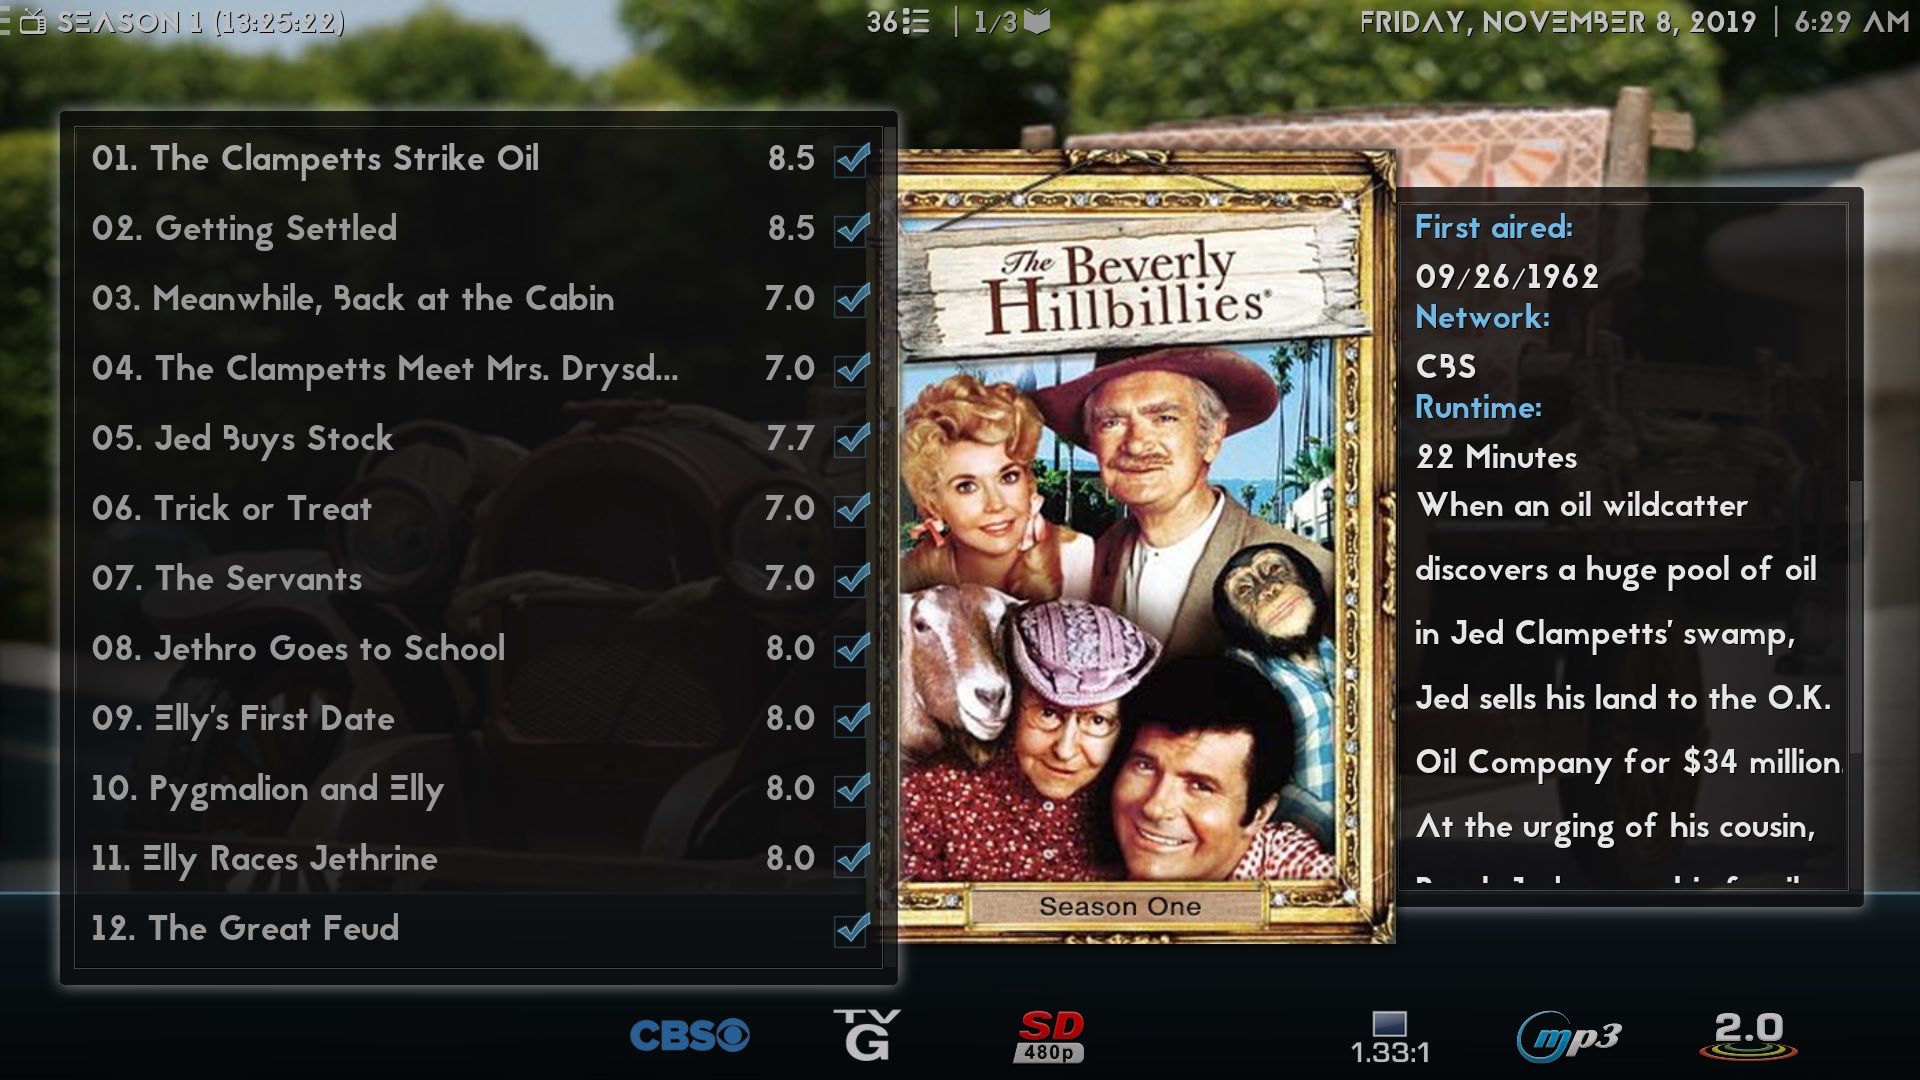 SEASON 1 (13:25:22)
36 | 1/3
FRIDAY, NOVEMBER 8, 2019 | 6:29 AM
01. The Clampetts Strike Oil 8.5
02. Getting Settled 8.5
03. Meanwhile, Back at the Cabin 7.0
04. The Clampetts Meet Mrs. Drysd... 7.0
05. Jed Buys Stock 7.7
06. Trick or Treat 7.0
07. The Servants 7.0
08. Jethro Goes to School 8.0
09. Elly's First Date 8.0
10. Pygmalion and Elly 8.0
11. Elly Races Jethrine 8.0
12. The Great Feud
The Beverly
Hillbillies®
Season One
First aired:
09/26/1962
Network:
CBS
Runtime:
22 Minutes
When an oil wildcatter
discovers a huge pool of oil
in Jed Clampetts' swamp,
Jed sells his land to the O.K.
Oil Company for $34 million.
At the urging of his cousin,
CBS
TV
G
SD
480p
1.33:1
mp3
2.0